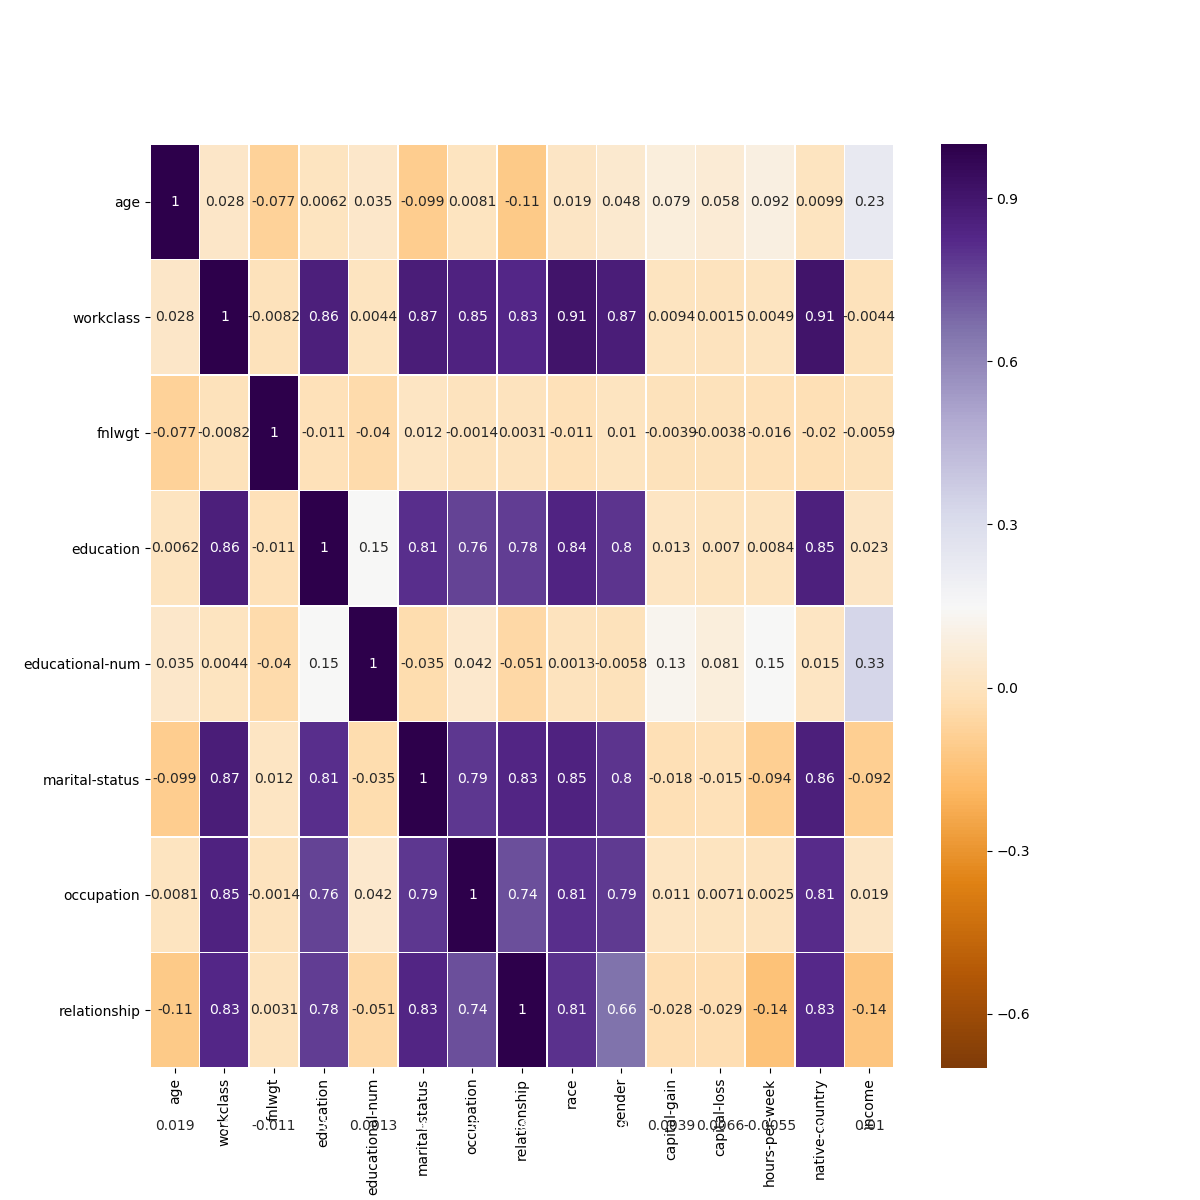 age 1 0.028 -0.077 0.0062 0.035 -0.099 0.0081 -0.11 0.019 0.048 0.079 0.058 0.092 0.0099 0.23
0.9
workclass 0.028 1 -0.0082 0.86 0.0044 0.87 0.85 0.83 0.91 0.87 0.0094 0.0015 0.0049 0.91 -0.0044
0.6
fnlwgt -0.077 -0.0082 1 -0.011 -0.04 0.012 -0.0014 0.0031 -0.011 0.01 -0.0039 -0.0038 -0.016 -0.02 -0.0059
0.3
education 0.0062 0.86 -0.011 1 0.15 0.81 0.76 0.78 0.84 0.8 0.013 0.007 0.0084 0.85 0.023
educational-num 0.035 0.0044 -0.04 0.15 1 -0.035 0.042 -0.051 0.0013 -0.0058 0.13 0.081 0.15 0.015 0.33
0.0
marital-status -0.099 0.87 0.012 0.81 -0.035 1 0.79 0.83 0.85 0.8 -0.018 -0.015 -0.094 0.86 -0.092
−0.3
occupation 0.0081 0.85 -0.0014 0.76 0.042 0.79 1 0.74 0.81 0.79 0.011 0.0071 0.0025 0.81 0.019
relationship -0.11 0.83 0.0031 0.78 -0.051 0.83 0.74 1 0.81 0.66 -0.028 -0.029 -0.14 0.83 -0.14
−0.6
age workclass fnlwgt education educational-num marital-status occupation relationship race gender capital-gain capital-loss hours-per-week native-country income
0.019 -0.011 0.0013 0.0039 0.0066 -0.0055 0.01